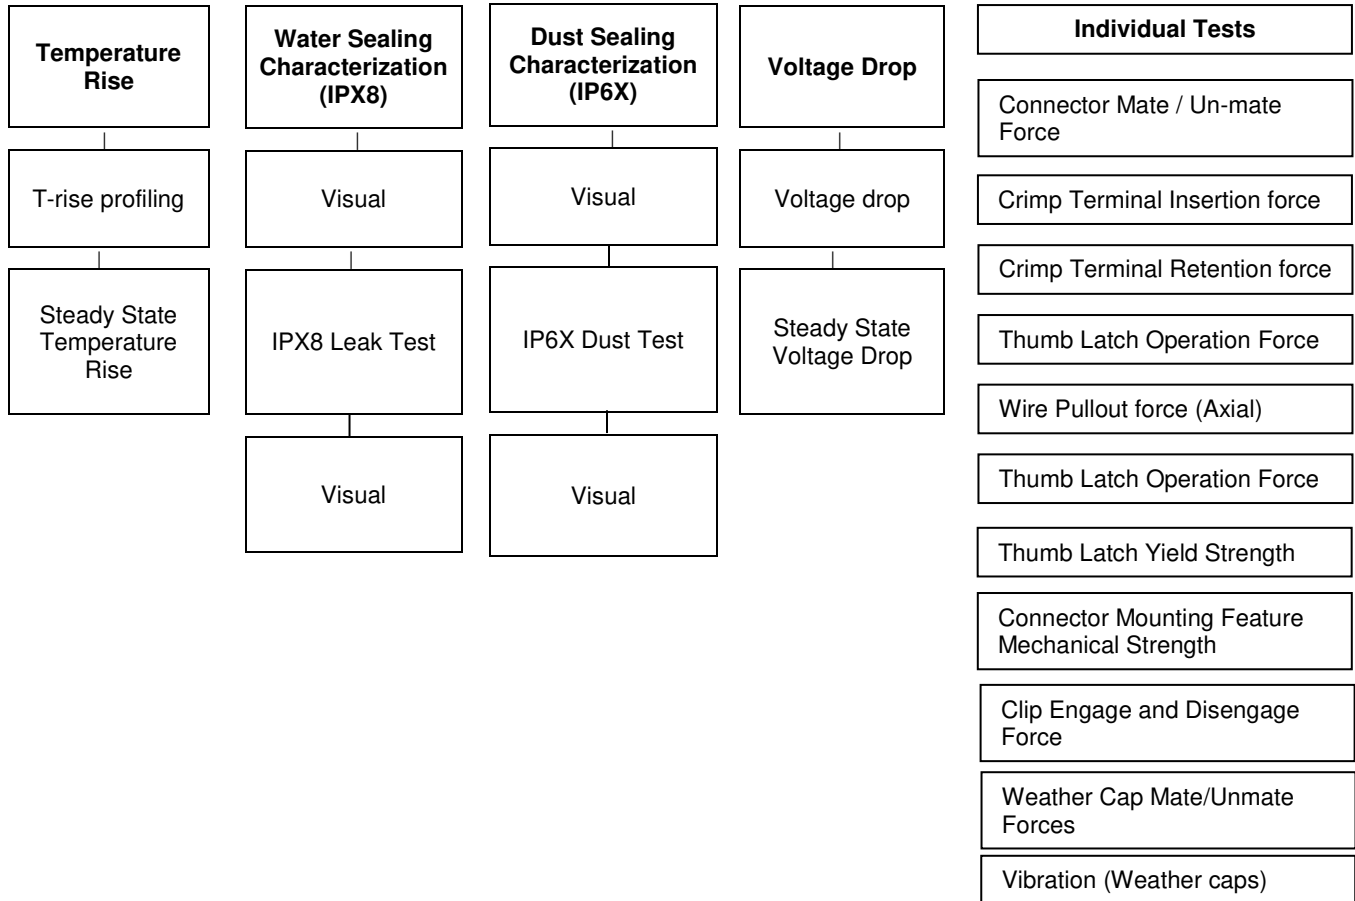 Temperature
Rise
T-rise profiling
Steady State
Temperature
Rise
Water Sealing
Characterization
(IPX8)
Visual
IPX8 Leak Test
Visual
Dust Sealing
Characterization
(IP6X)
Visual
IP6X Dust Test
Visual
Voltage Drop
Voltage drop
Steady State
Voltage Drop
Individual Tests
Connector Mate / Un-mate
Force
Crimp Terminal Insertion force
Crimp Terminal Retention force
Thumb Latch Operation Force
Wire Pullout force (Axial)
Thumb Latch Operation Force
Thumb Latch Yield Strength
Connector Mounting Feature
Mechanical Strength
Clip Engage and Disengage
Force
Weather Cap Mate/Unmate
Forces
Vibration (Weather caps)